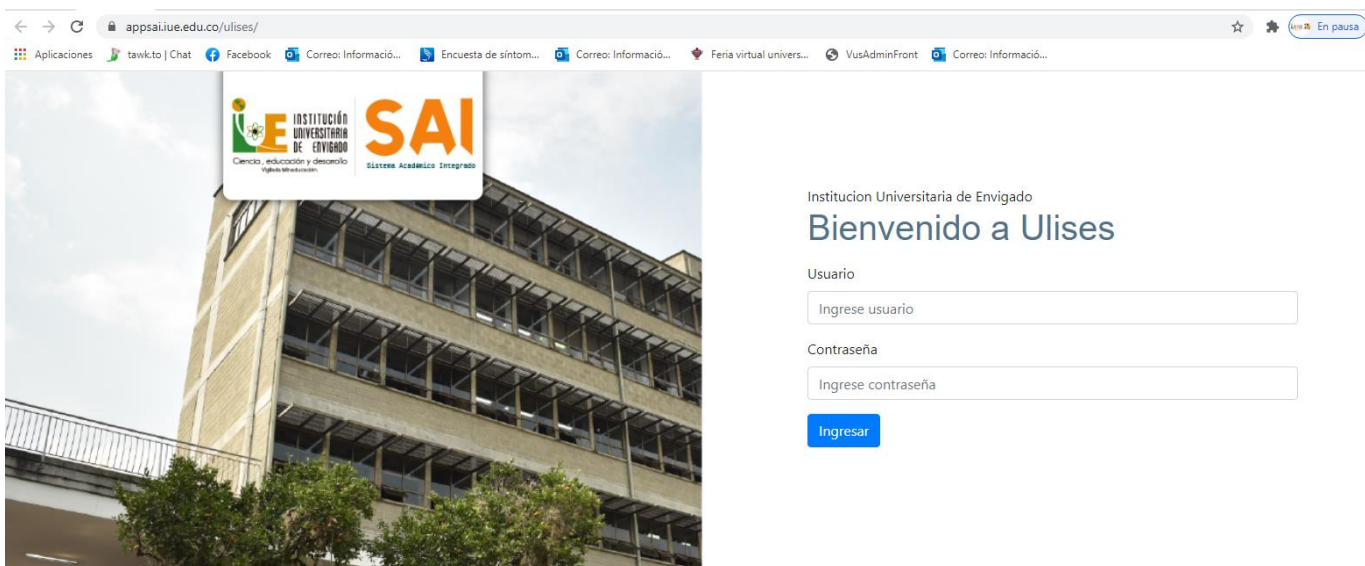 appsai.iue.edu.co/ulises/
En pausa
Aplicaciones
tawk.to | Chat
Facebook
Correo: Informació...
Encuesta de síntom...
Correo: Informació...
Feria virtual univers...
VusAdminFront
Correo: Informació...
INSTITUCIÓN
UNIVERSITARIA
DE ENVIGADO
Ciencia, educación y desarrollo
Vigilada Mineducación
SAI
Sistema Académico Integrado
Institucion Universitaria de Envigado
Bienvenido a Ulises
Usuario
Ingrese usuario
Contraseña
Ingrese contraseña
Ingresar